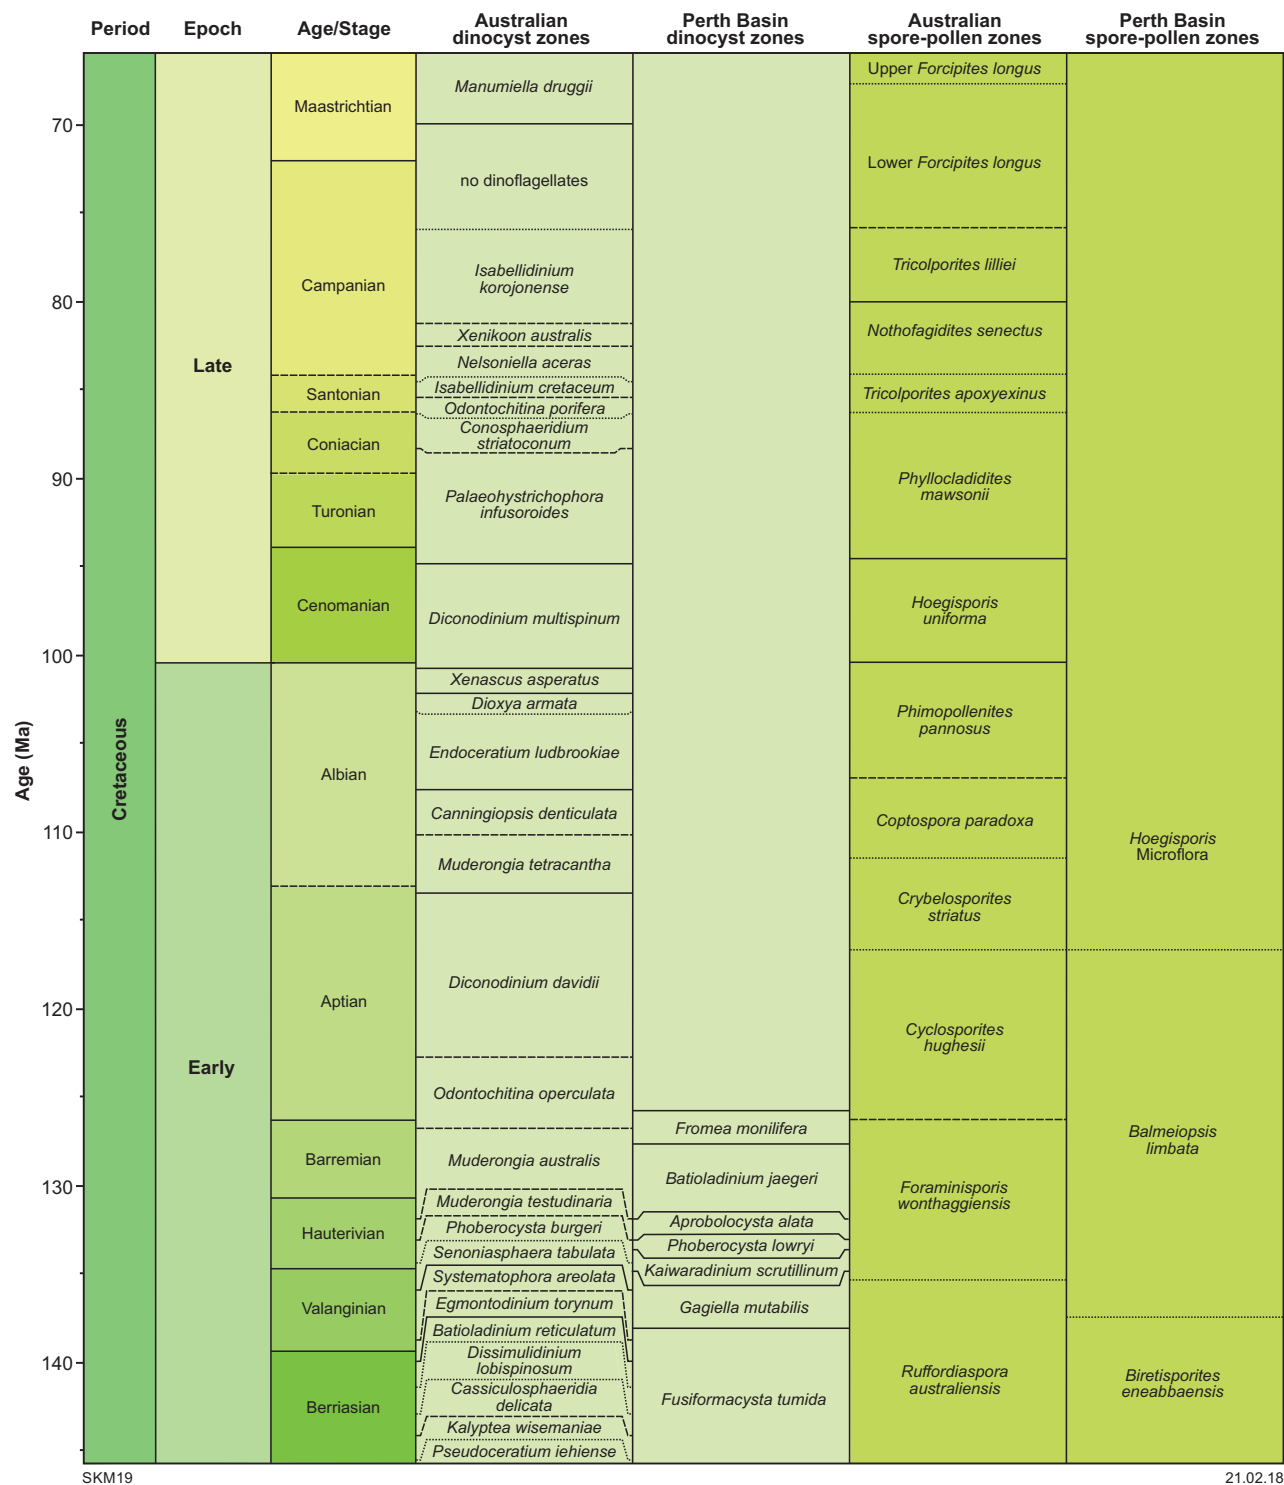 Period
Epoch
Age/Stage
Australian
dinocyst zones
Perth Basin
dinocyst zones
Australian
spore-pollen zones
Perth Basin
spore-pollen zones
Age (Ma)
70
80
90
100
110
120
130
140
Cretaceous
Late
Early
Maastrichtian
Campanian
Santonian
Coniacian
Turonian
Cenomanian
Albian
Aptian
Barremian
Hauterivian
Valanginian
Berriasian
Manumiella druggii
no dinoflagellates
Isabellidinium
korojonense
Xenikoon australis
Nelsoniella aceras
Isabellidinium cretaceum
Odontochitina porifera
Conosphaeridium
striatoconum
Palaeohystrichophora
infusoroides
Diconodinium multispinum
Xenascus asperatus
Dioxya armata
Endoceratium ludbrookiae
Canningiopsis denticulata
Muderongia tetracantha
Diconodinium davidii
Odontochitina operculata
Muderongia australis
Muderongia testudinaria
Phoberocysta burgeri
Senoniasphaera tabulata
Systematophora areolata
Egmontodinium torynum
Batioladinium reticulatum
Dissimulidinium
lobispinosum
Cassiculosphaeridia
delicata
Kalyptea wisemaniae
Pseudoceratium iehiense
Fromea monilifera
Batioladinium jaegeri
Aprobolocysta alata
Phoberocysta lowryi
Kaiwaradinium scrutillinum
Gagiella mutabilis
Fusiformacysta tumida
Upper Forcipites longus
Lower Forcipites longus
Tricolporites lilliei
Nothofagidites senectus
Tricolporites apoxyexinus
Phyllocladidites
mawsonii
Hoegisporis
uniforma
Phimopollenites
pannosus
Coptospora paradoxa
Crybelosporites
striatus
Cyclosporites
hughesii
Foraminisporis
wonthaggiensis
Ruffordiaspora
australiensis
Hoegisporis
Microflora
Balmeiopsis
limbata
Biretisporites
eneabbaensis
SKM19
21.02.18